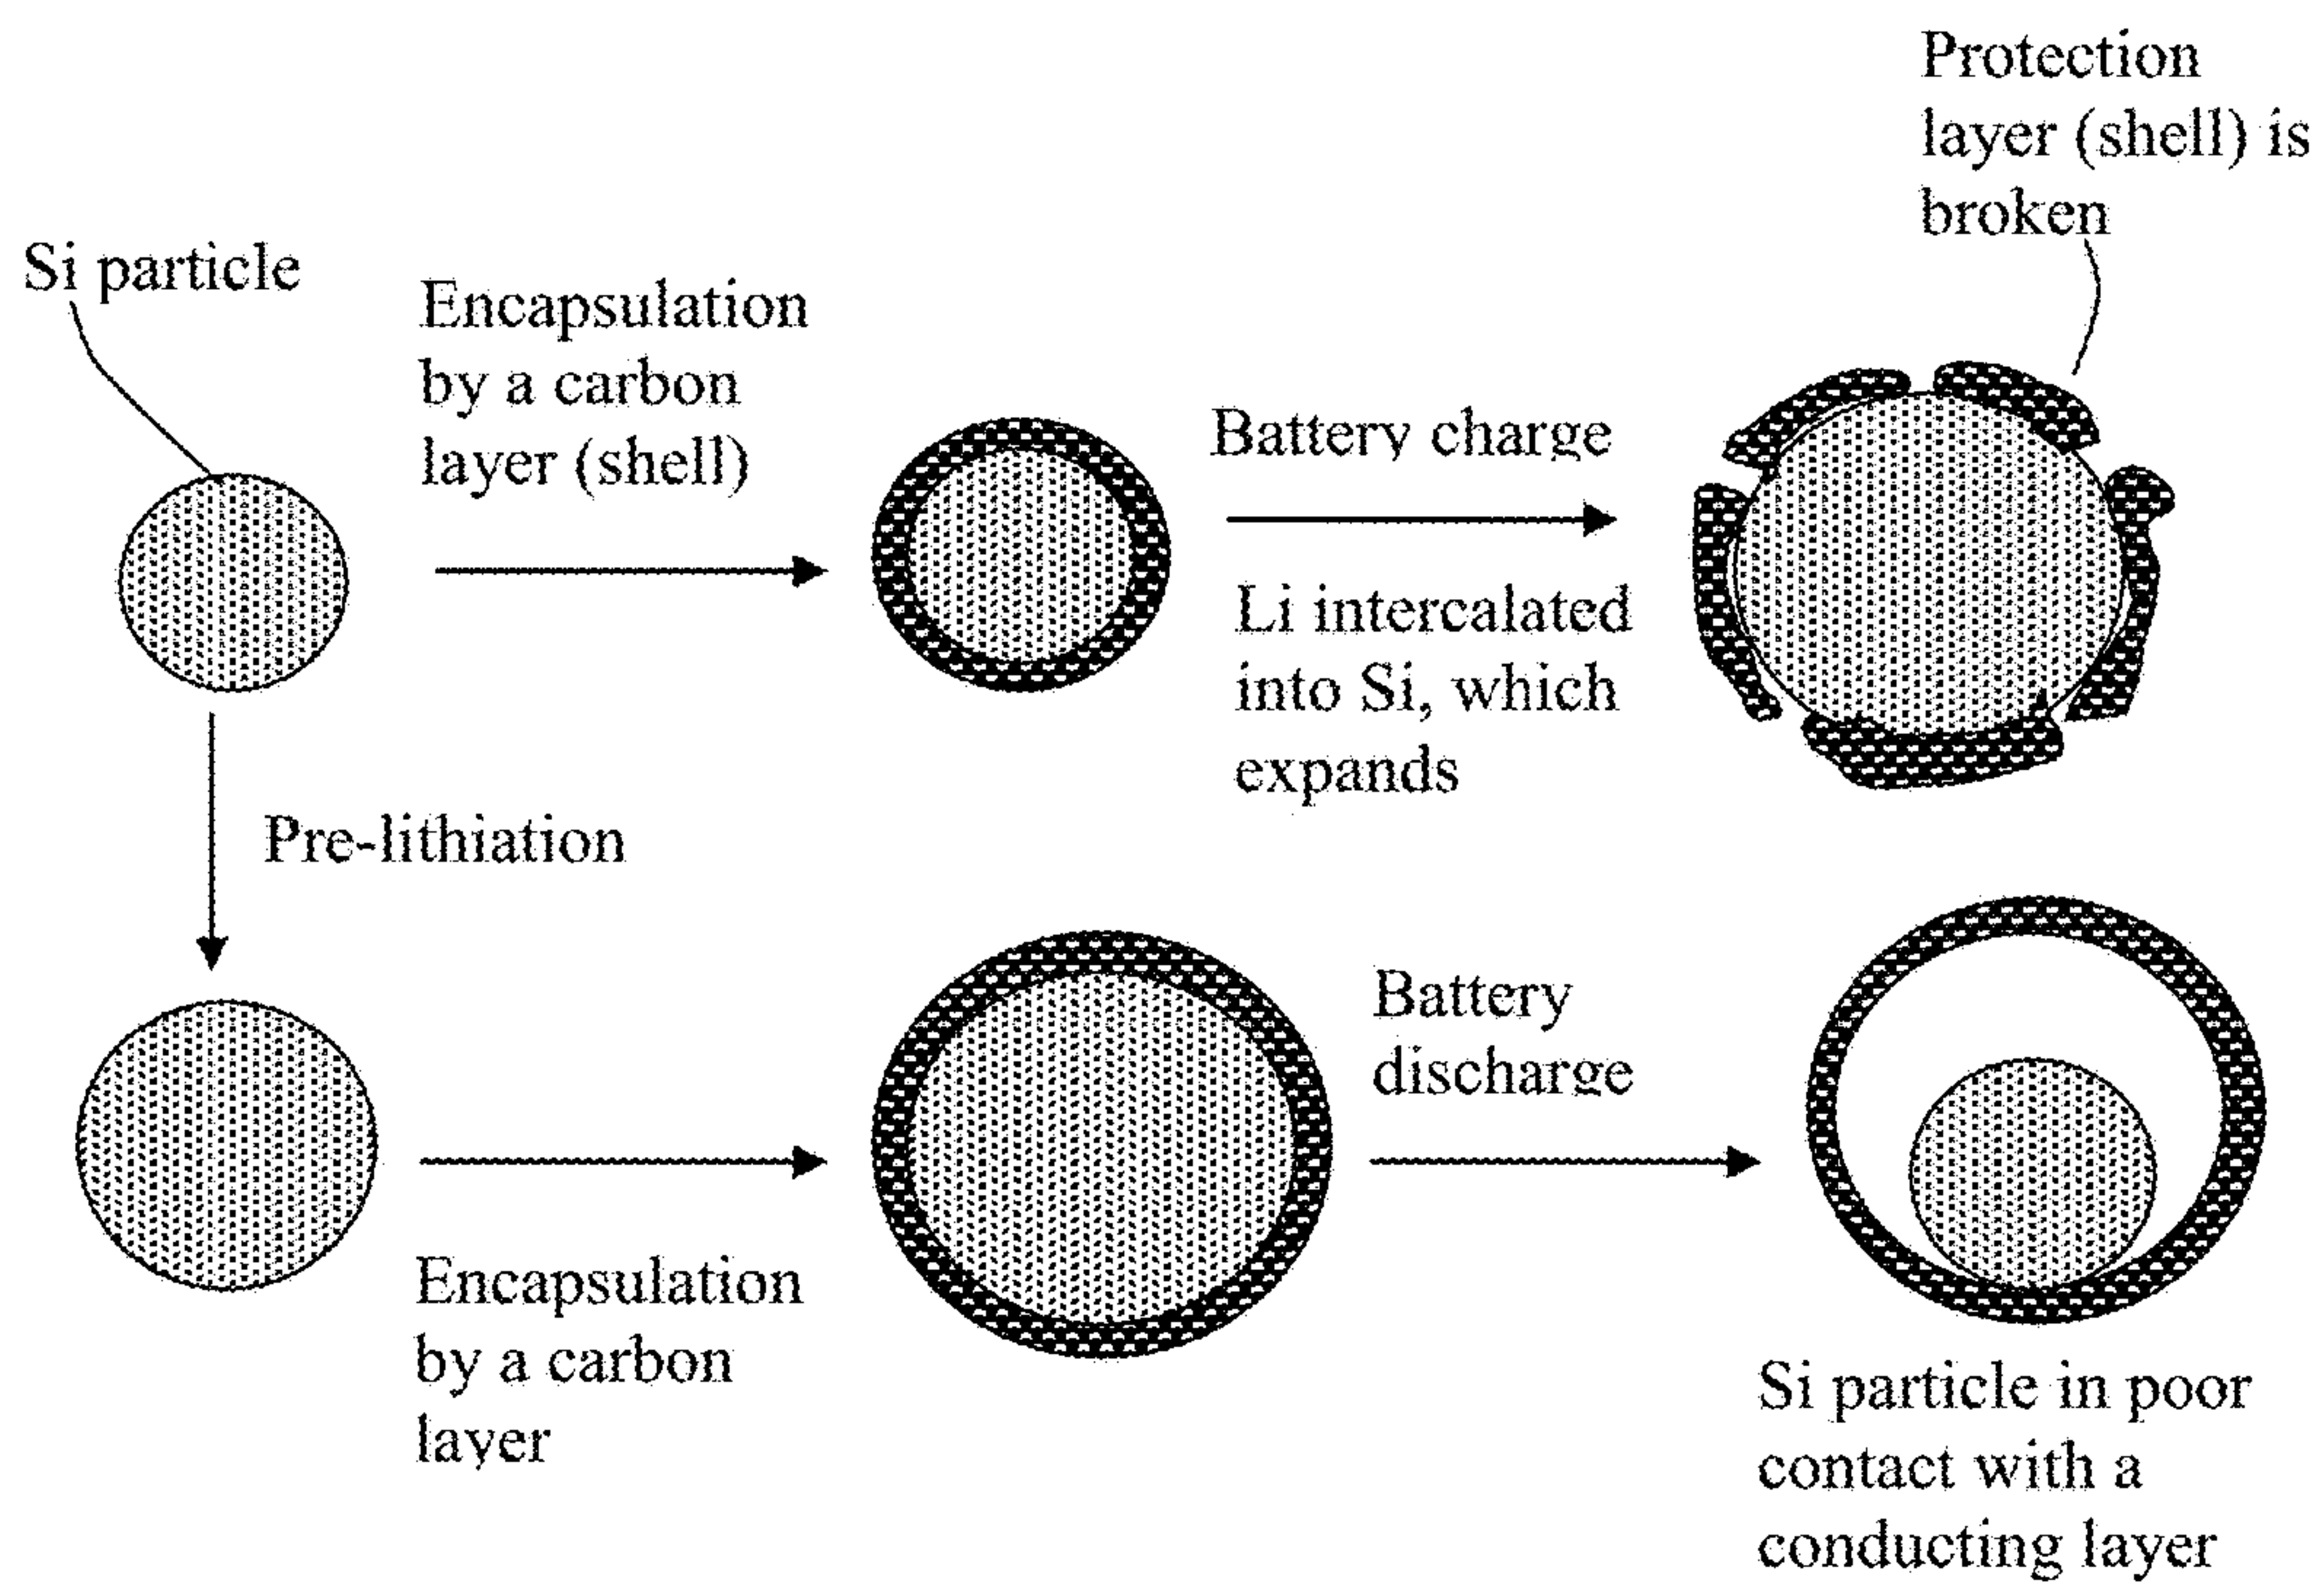 Protection
layer (shell) is
broken
Si particle
Encapsulation
by a carbon
layer (shell)
Battery charge
Li intercalated
into Si, which
expands
Pre-lithiation
Battery
discharge
Encapsulation
by a carbon
layer
Si particle in poor
contact with a
conducting layer